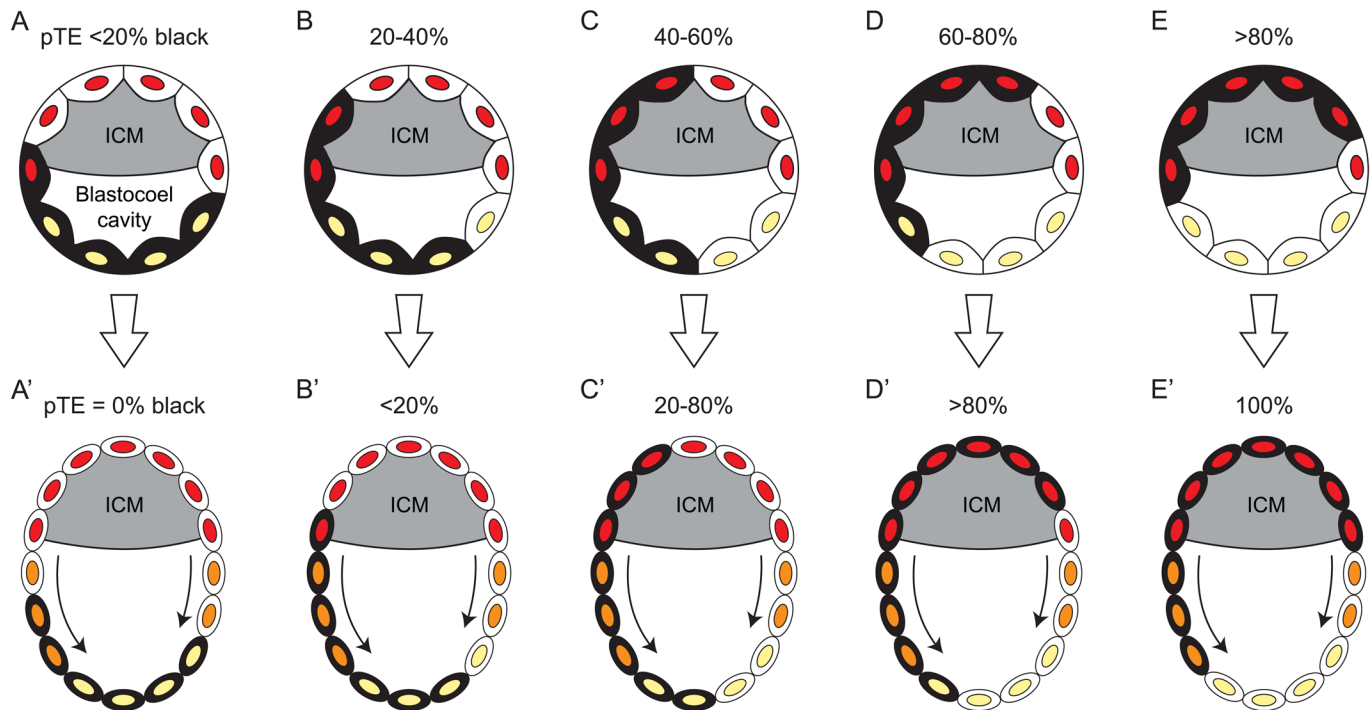 A
pTE <20% black
B
20-40%
C
40-60%
D
60-80%
E
>80%
ICM
Blastocoel
cavity
ICM
ICM
ICM
ICM
A'
pTE = 0% black
B'
<20%
C'
20-80%
D'
>80%
E'
100%
ICM
ICM
ICM
ICM
ICM